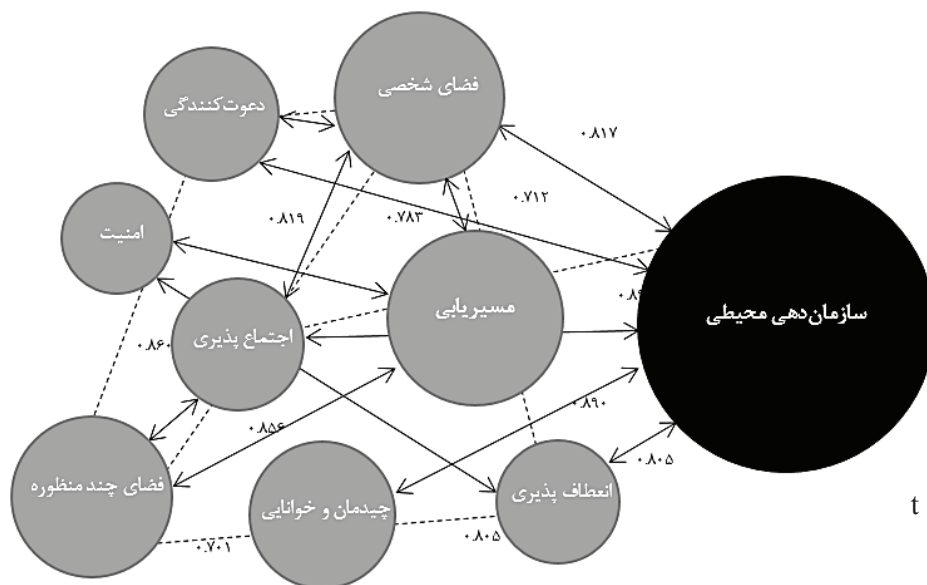 فضای شخصی
دعوت‌کنندگی
۰.۸۱۷
۰.۷۱۲
۰.۸۱۹
۰.۷۸۳
امنیت
مسیریابی
سازمان‌دهی محیطی
اجتماع پذیری
۰.۸۶۰
۰.۸۹۰
۰.۸۵۶
۰.۸۰۵
فضای چند منظوره
چیدمان و خوانایی
انعطاف پذیری
t
۰.۷۰۱
۰.۸۰۵